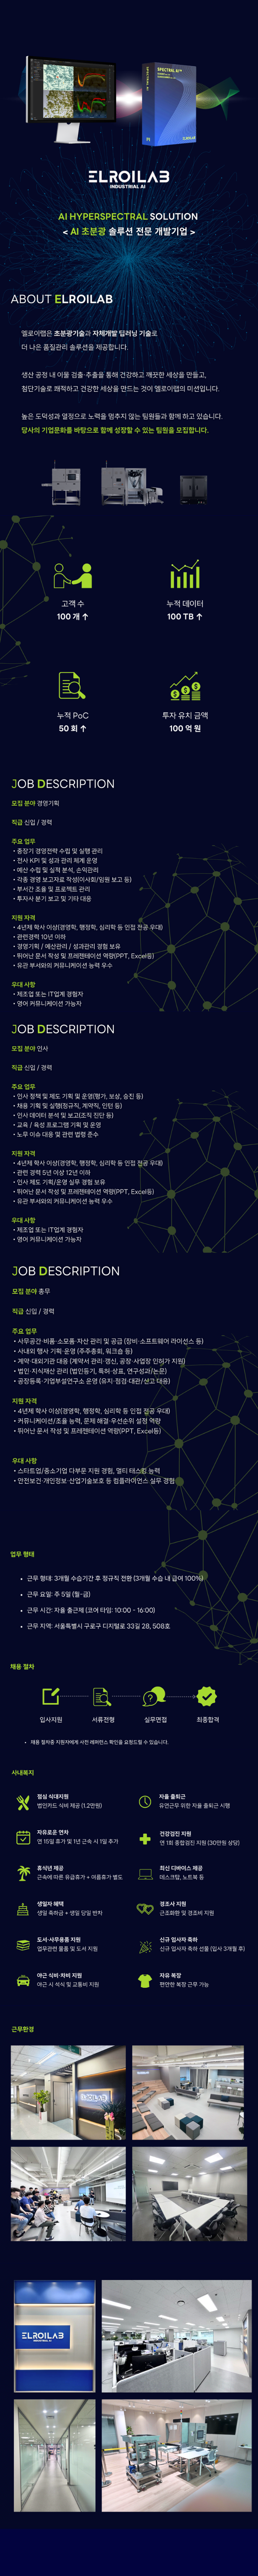 SPECTRAL AI™
ELROILAB
INDUSTRIAL AI
AI HYPERSPECTRAL SOLUTION
< AI 초분광 솔루션 전문 개발기업 >
ABOUT ELROILAB
엘로이랩은 초분광기술과 자체개발 딥러닝 기술로
더 나은 품질관리 솔루션을 제공합니다.
생산 공정 내 이물 검출·추출을 통해 건강하고 깨끗한 세상을 만들고,
첨단기술로 쾌적하고 건강한 세상을 만드는 것이 엘로이랩의 미션입니다.
높은 도덕성과 열정으로 노력을 멈추지 않는 팀원들과 함께 하고 있습니다.
당사의 기업문화를 바탕으로 함께 성장할 수 있는 팀원을 모집합니다.
고객 수
100 개 ↑
누적 데이터
100 TB ↑
누적 PoC
50 회 ↑
투자 유치 금액
100 억 원
JOB DESCRIPTION
모집 분야 경영기획
직급 신입 / 경력
주요 업무
• 중장기 경영전략 수립 및 실행 관리
• 전사 KPI 및 성과 관리 체계 운영
• 예산 수립 및 실적 분석, 손익관리
• 각종 경영 보고자료 작성(이사회/임원 보고 등)
• 부서간 조율 및 프로젝트 관리
• 투자사 분기 보고 및 기타 대응
지원 자격
• 4년제 학사 이상(경영학, 행정학, 심리학 등 인접 전공 우대)
• 관련경력 10년 이하
• 경영기획 / 예산관리 / 성과관리 경험 보유
• 뛰어난 문서 작성 및 프레젠테이션 역량(PPT, Excel등)
• 유관 부서와의 커뮤니케이션 능력 우수
우대 사항
• 제조업 또는 IT업계 경험자
• 영어 커뮤니케이션 가능자
JOB DESCRIPTION
모집 분야 인사
직급 신입 / 경력
주요 업무
• 인사 정책 및 제도 기획 및 운영(평가, 보상, 승진 등)
• 채용 기획 및 실행(정규직, 계약직, 인턴 등)
• 인사 데이터 분석 및 보고(조직 진단 등)
• 교육 / 육성 프로그램 기획 및 운영
• 노무 이슈 대응 및 관련 법령 준수
지원 자격
• 4년제 학사 이상(경영학, 행정학, 심리학 등 인접 전공 우대)
• 관련 경력 5년 이상 12년 이하
• 인사 제도 기획/운영 실무 경험 보유
• 뛰어난 문서 작성 및 프레젠테이션 역량(PPT, Excel등)
• 유관 부서와의 커뮤니케이션 능력 우수
우대 사항
• 제조업 또는 IT업계 경험자
• 영어 커뮤니케이션 가능자
JOB DESCRIPTION
모집 분야 총무
직급 신입 / 경력
주요 업무
• 사무공간·비품·소모품·자산 관리 및 공급 (장비·소프트웨어 라이선스 등)
• 사내외 행사 기획·운영 (주주총회, 워크숍 등)
• 계약·대외기관 대응 (계약서 관리·갱신, 공장·사업장 인허가 지원)
• 법인·지식재산 관리 (법인등기, 특허·상표, 연구성과/논문)
• 공장등록·기업부설연구소 운영 (유지·점검·대관/신고 대응)
지원 자격
• 4년제 학사 이상(경영학, 행정학, 심리학 등 인접 전공 우대)
• 커뮤니케이션/조율 능력, 문제 해결·우선순위 설정 역량
• 뛰어난 문서 작성 및 프레젠테이션 역량(PPT, Excel등)
우대 사항
• 스타트업/중소기업 다부문 지원 경험, 멀티 태스킹 능력
• 안전보건·개인정보·산업기술보호 등 컴플라이언스 실무 경험
업무 형태
• 근무 형태: 3개월 수습기간 후 정규직 전환 (3개월 수습 내 급여 100%)
• 근무 요일: 주 5일 (월~금)
• 근무 시간: 자율 출근제 (코어 타임: 10:00 - 16:00)
• 근무 지역: 서울특별시 구로구 디지털로 33길 28, 508호
채용 절차
입사지원
서류전형
실무면접
최종합격
• 채용 절차중 지원자에게 사전 레퍼런스 확인을 요청드릴 수 있습니다.
사내복지
점심 식대지원
법인카드 식비 제공 (1.2만원)
자율 출퇴근
유연근무 위한 자율 출퇴근 시행
자유로운 연차
연 15일 휴가 및 1년 근속 시 1일 추가
건강검진 지원
연 1회 종합검진 지원 (30만원 상당)
휴식년 제공
근속에 따른 유급휴가 + 여름휴가 별도
최신 디바이스 제공
데스크탑, 노트북 등
생일자 혜택
생일 축하금 + 생일 당일 반차
경조사 지원
근조화환 및 경조비 지원
도서·사무용품 지원
업무관련 물품 및 도서 지원
신규 입사자 축하
신규 입사자 축하 선물 (입사 3개월 후)
야근 식비·차비 지원
야근 시 석식 및 교통비 지원
자유 복장
편안한 복장 근무 가능
근무환경
ELROILAB
ELROILAB
INDUSTRIAL AI